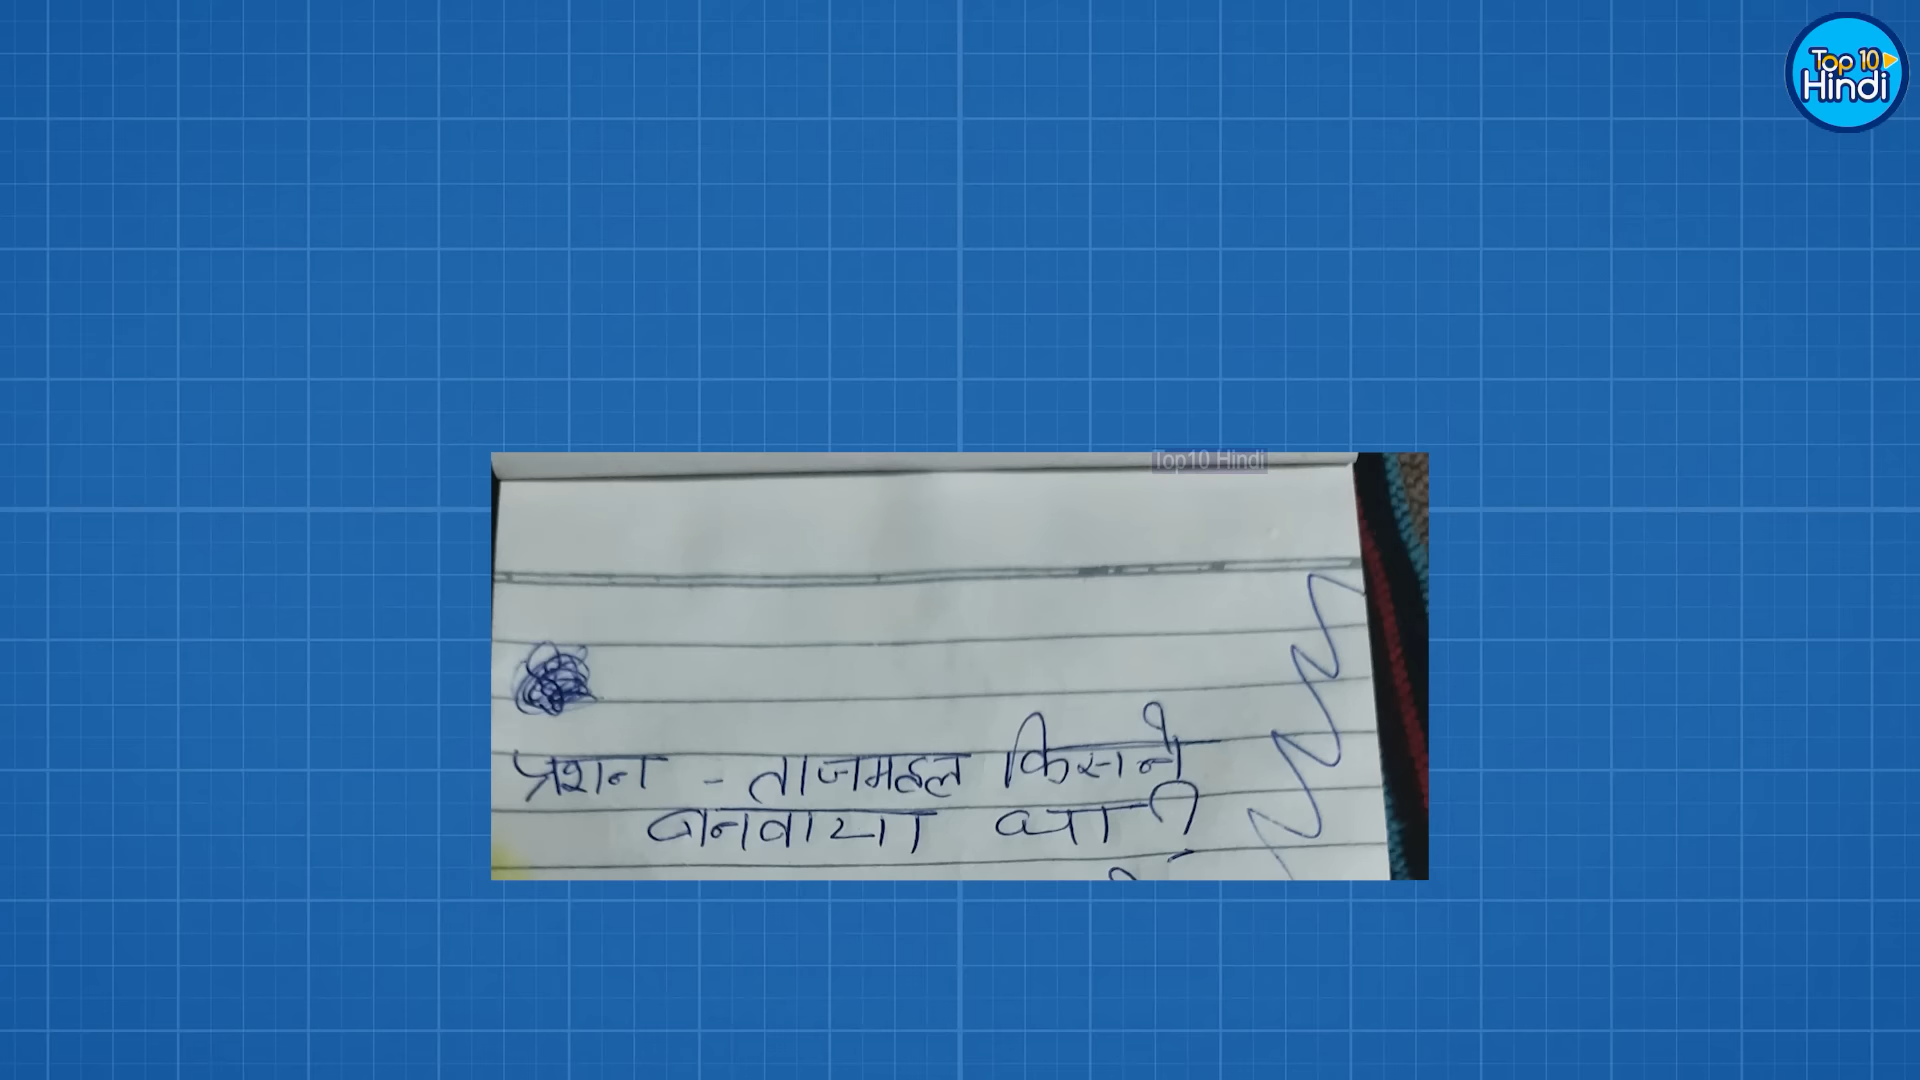 Top 10
Hindi
Top10 Hindi
प्रशन - ताजमहल किसने
बनवाया था?